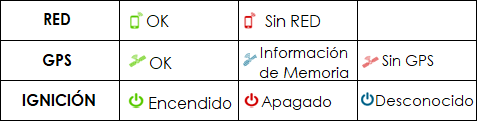 RED OK Sin RED
GPS OK Información de Memoria Sin GPS
IGNICIÓN Encendido Apagado Desconocido